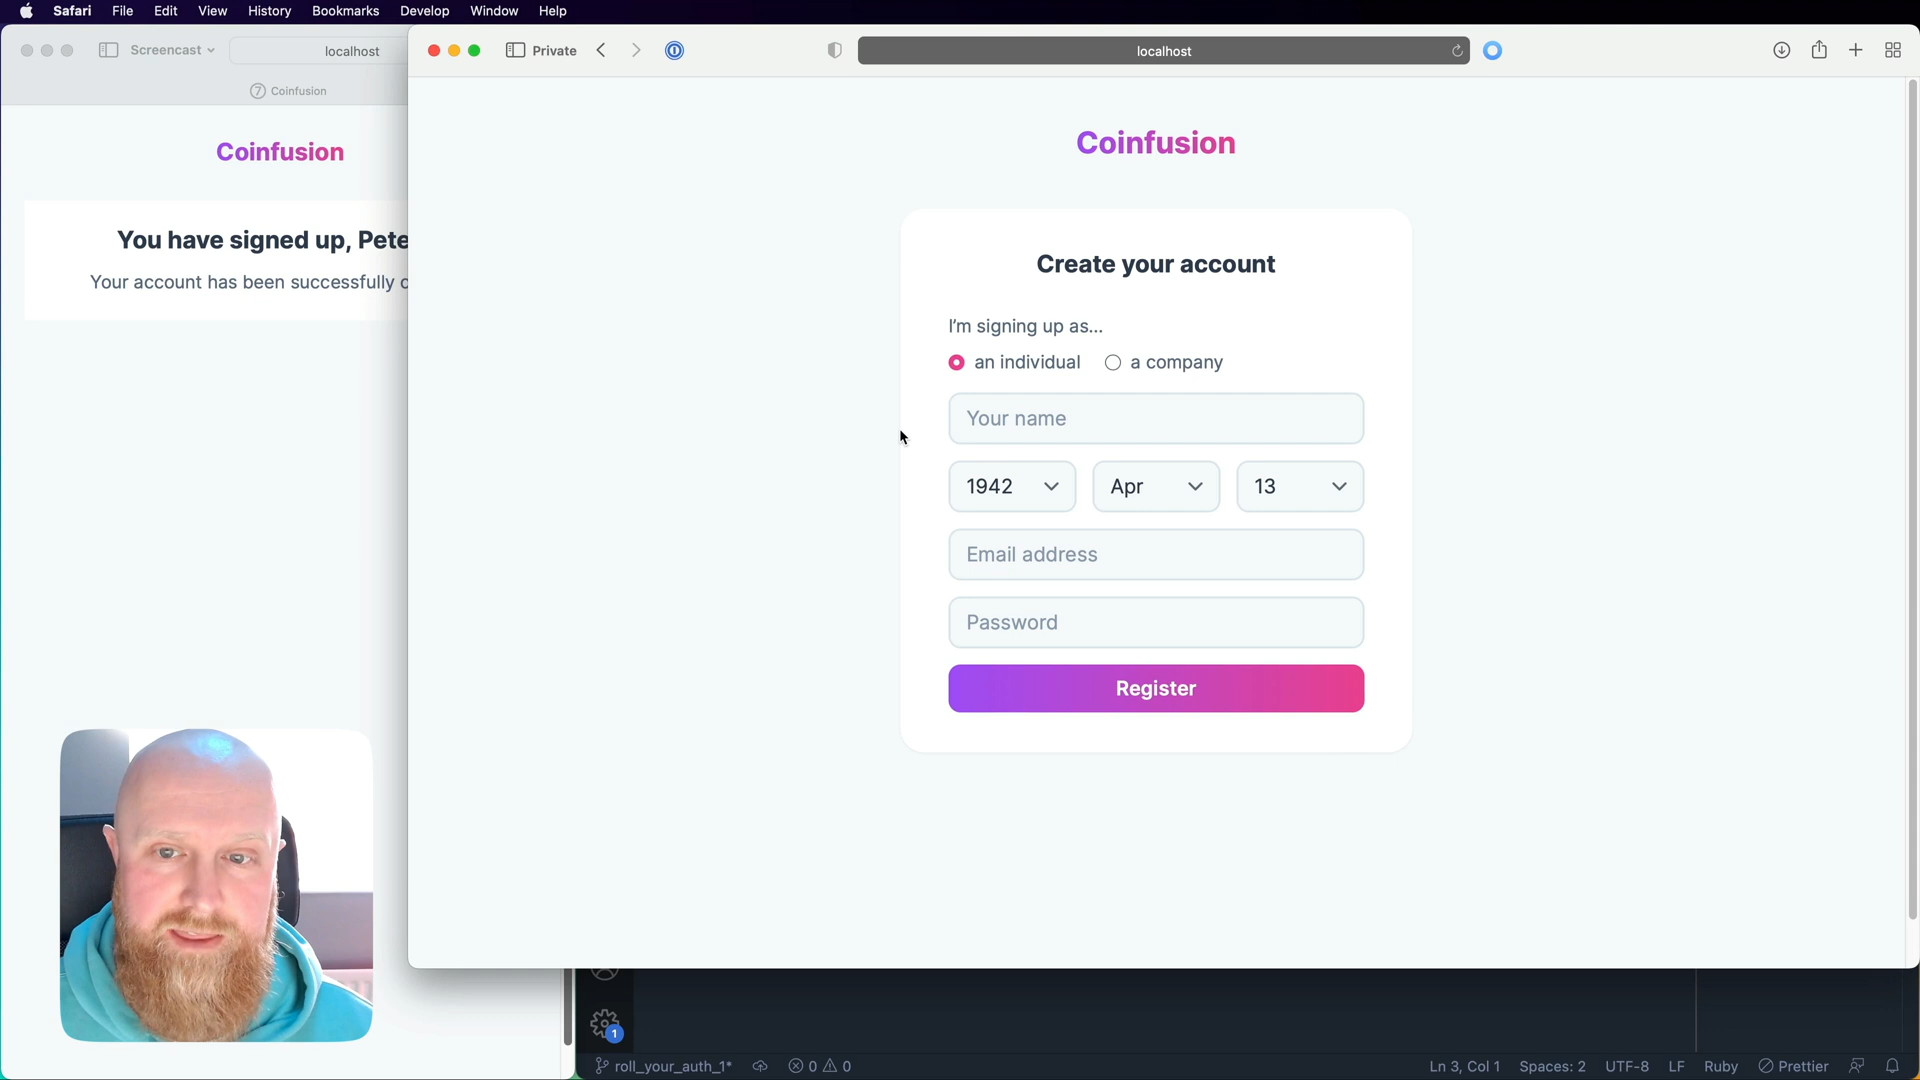 Safari File Edit View History Bookmarks Develop Window Help
Screencast localhost
7 Coinfusion
Coinfusion
You have signed up, Pete
Your account has been successfully
Private localhost
Coinfusion
Create your account
I'm signing up as...
an individual a company
Your name
1942 Apr 13
Email address
Password
Register
1
roll_your_auth_1* 0 0 Ln 3, Col 1 Spaces: 2 UTF-8 LF Ruby Prettier